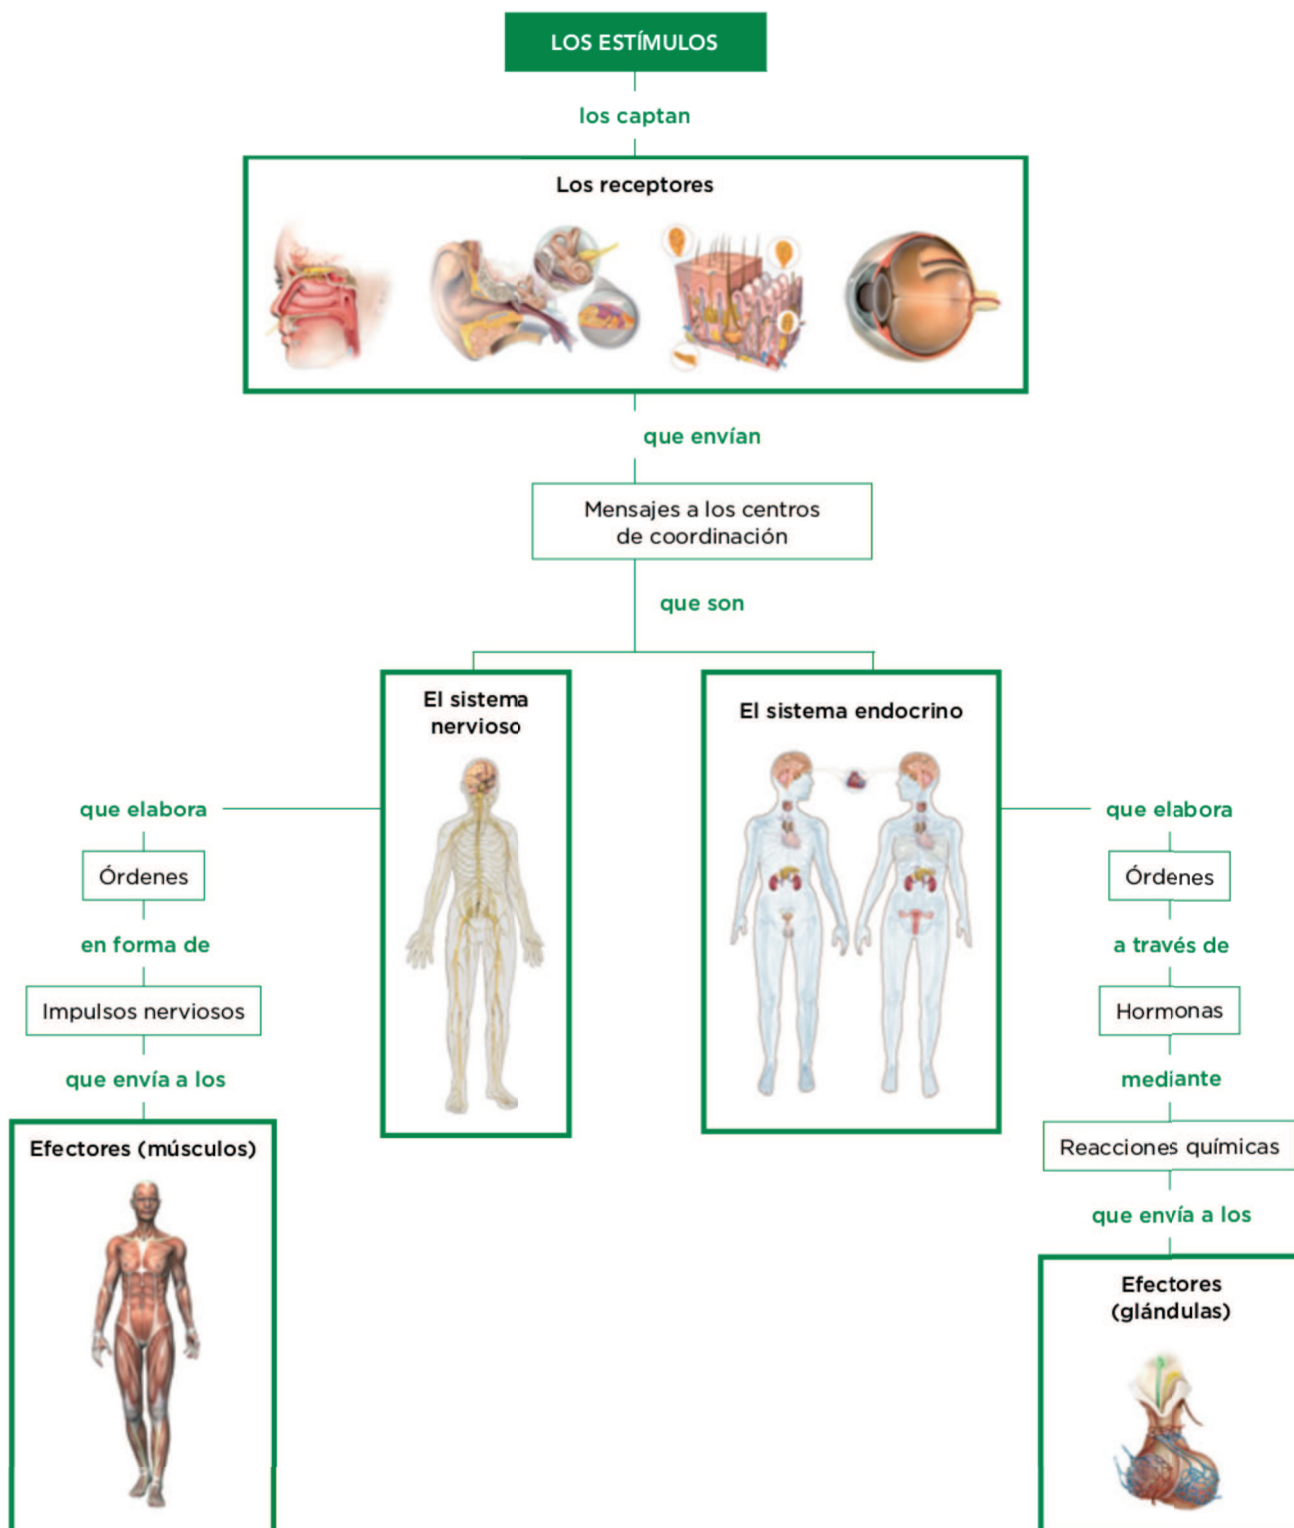 LOS ESTÍMULOS
los captan
Los receptores
que envían
Mensajes a los centros
de coordinación
que son
El sistema
nervioso
que elabora
Órdenes
en forma de
Impulsos nerviosos
que envía a los
Efectores (músculos)
El sistema endocrino
que elabora
Órdenes
a través de
Hormonas
mediante
Reacciones químicas
que envía a los
Efectores
(glándulas)